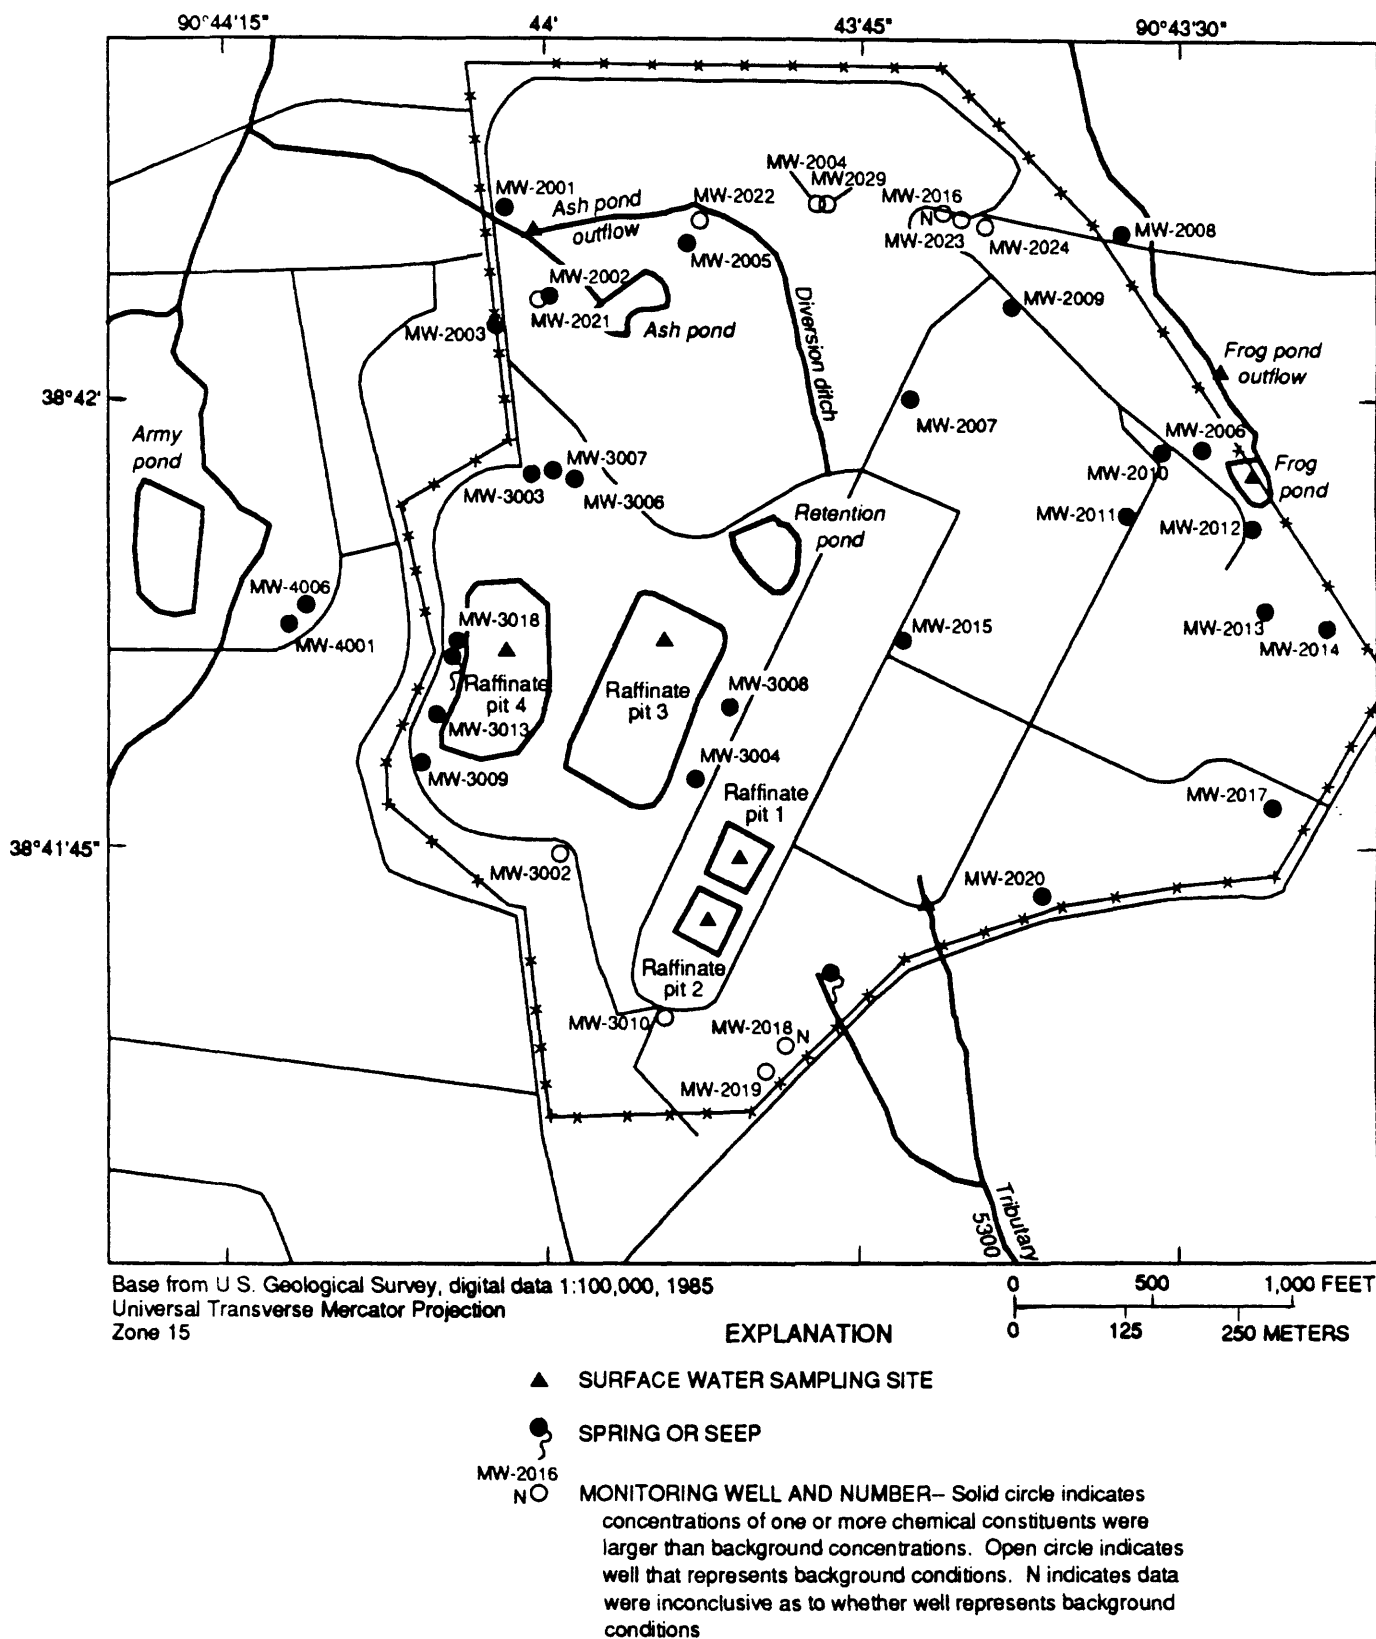 90°44'15"
44'
43'45"
90°43'30"
MW-2004
MW2029
MW-2001
MW-2022
MW-2016
N
Ash pond
outflow
MW-2023
MW-2024
MW-2008
MW-2005
MW-2002
MW-2009
MW-2021
MW-2003
Ash pond
Diversion ditch
Frog pond
outflow
38°42'
MW-2007
Army
pond
MW-2006
MW-3007
MW-2010
MW-3003
MW-3006
Frog
pond
Retention
pond
MW-2011
MW-2012
MW-4006
MW-3018
MW-4001
MW-2015
MW-2013
MW-2014
Raffinate
pit 4
Raffinate
pit 3
MW-3008
MW-3013
MW-3004
MW-3009
Raffinate
pit 1
MW-2017
38°41'45"
MW-3002
MW-2020
Raffinate
pit 2
MW-3010
MW-2018
N
MW-2019
Tributary
5300
Base from U S. Geological Survey, digital data 1:100,000, 1985
Universal Transverse Mercator Projection
Zone 15
0 500 1,000 FEET
0 125 250 METERS
EXPLANATION
SURFACE WATER SAMPLING SITE
SPRING OR SEEP
MW-2016
N
MONITORING WELL AND NUMBER– Solid circle indicates
concentrations of one or more chemical constituents were
larger than background concentrations. Open circle indicates
well that represents background conditions. N indicates data
were inconclusive as to whether well represents background
conditions